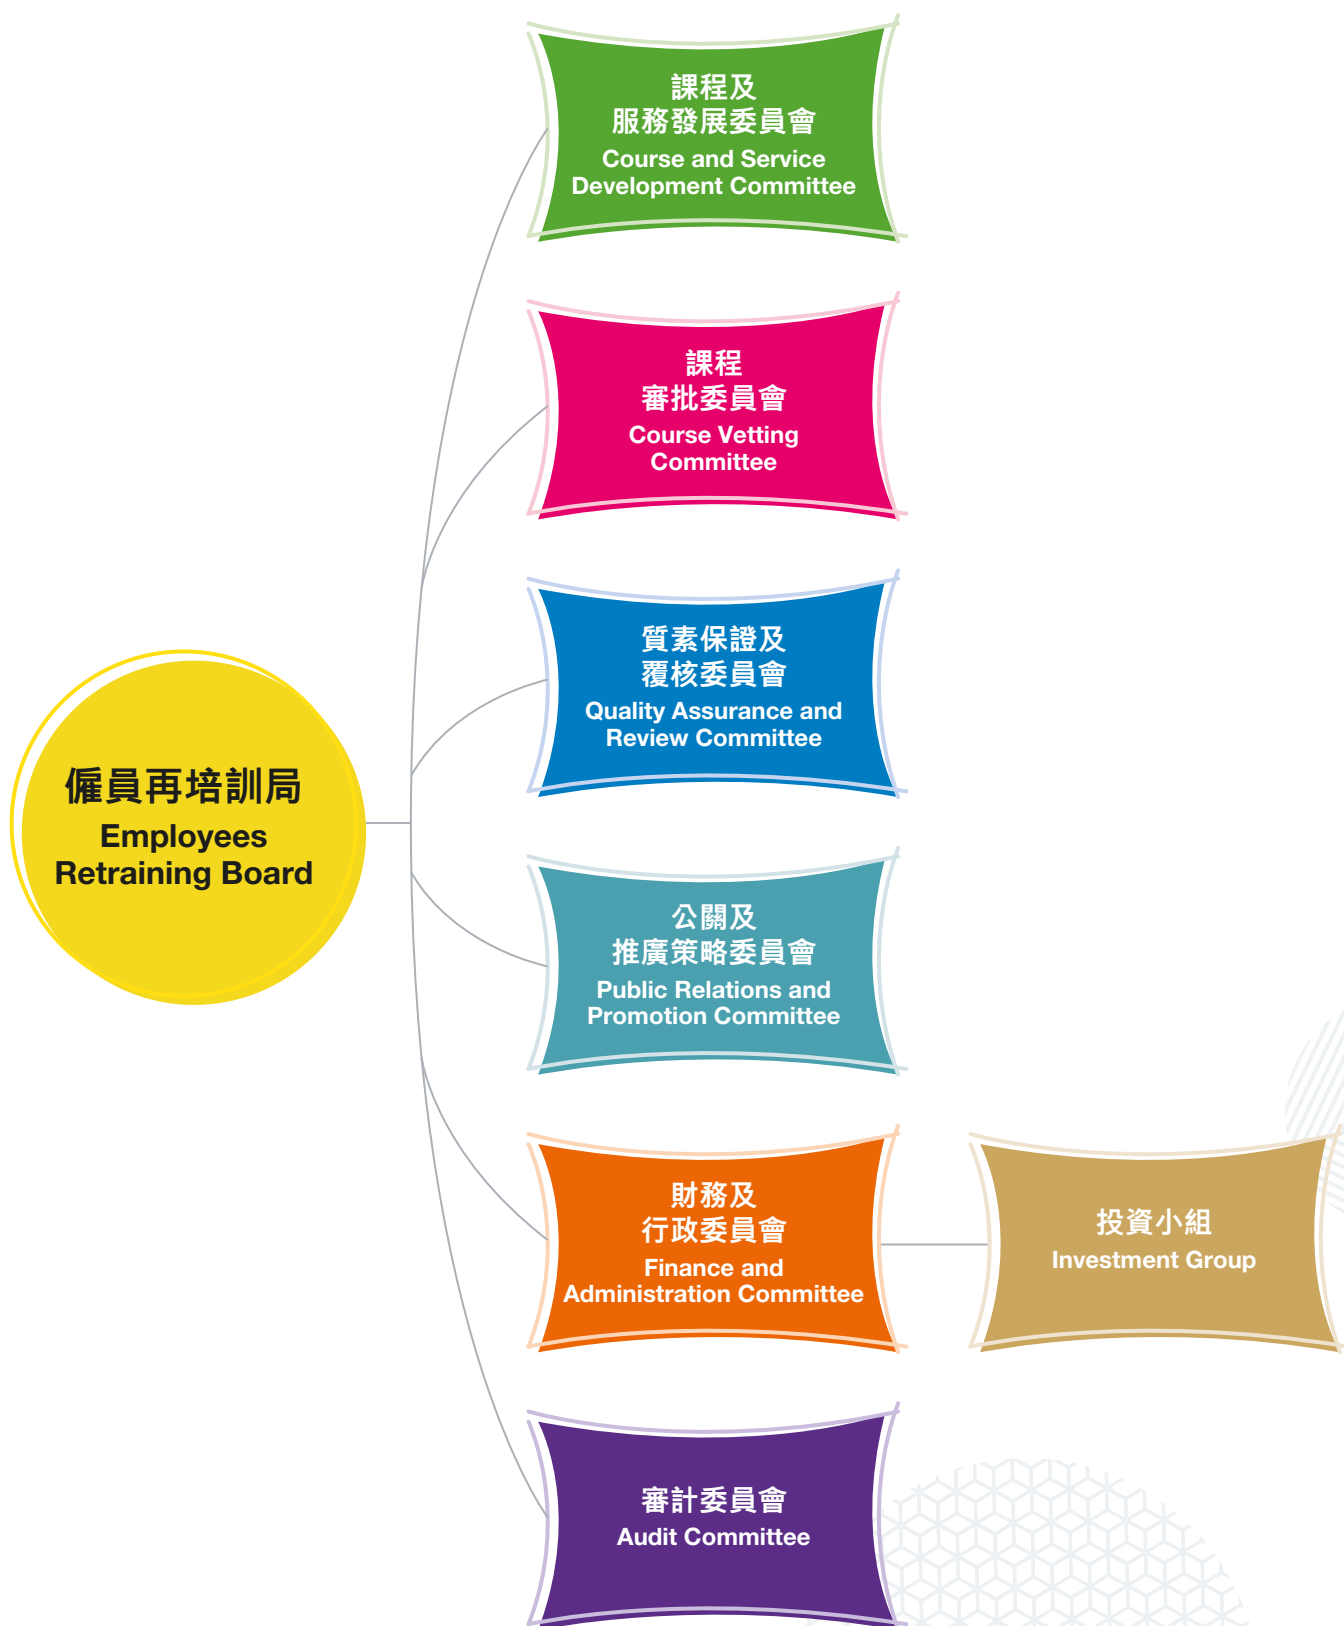 課程及
服務發展委員會
Course and Service
Development Committee
課程
審批委員會
Course Vetting
Committee
質素保證及
覆核委員會
Quality Assurance and
Review Committee
僱員再培訓局
Employees
Retraining Board
公關及
推廣策略委員會
Public Relations and
Promotion Committee
財務及
行政委員會
Finance and
Administration Committee
投資小組
Investment Group
審計委員會
Audit Committee